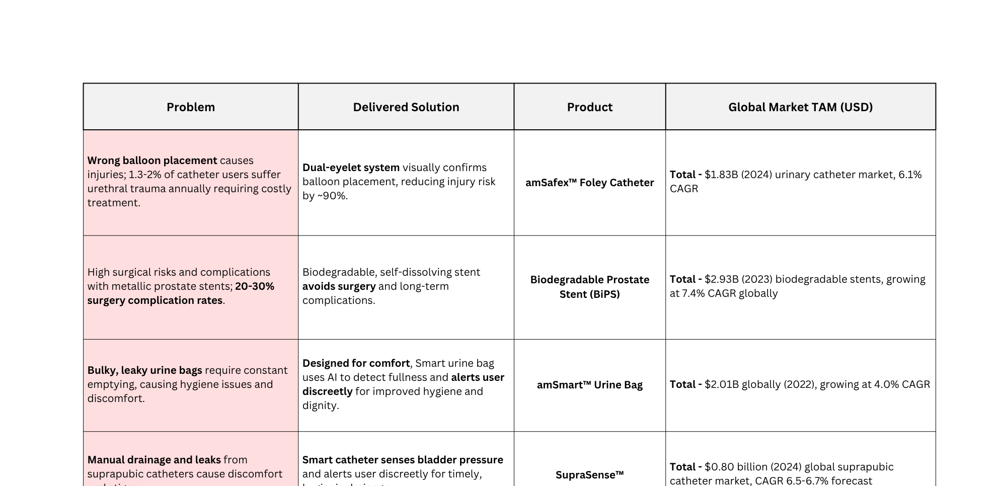 Problem
Delivered Solution
Product
Global Market TAM (USD)
Wrong balloon placement causes
injuries; 1.3-2% of catheter users suffer
urethral trauma annually requiring costly
treatment.
Dual-eyelet system visually confirms
balloon placement, reducing injury risk
by ~90%.
amSafex™ Foley Catheter
Total - $1.83B (2024) urinary catheter market, 6.1%
CAGR
High surgical risks and complications
with metallic prostate stents; 20-30%
surgery complication rates.
Biodegradable, self-dissolving stent
avoids surgery and long-term
complications.
Biodegradable Prostate
Stent (BiPS)
Total - $2.93B (2023) biodegradable stents, growing
at 7.4% CAGR globally
Bulky, leaky urine bags require constant
emptying, causing hygiene issues and
discomfort.
Designed for comfort, Smart urine bag
uses AI to detect fullness and alerts user
discreetly for improved hygiene and
dignity.
amSmart™ Urine Bag
Total - $2.01B globally (2022), growing at 4.0% CAGR
Manual drainage and leaks from
suprapubic catheters cause discomfort
Smart catheter senses bladder pressure
and alerts user discreetly for timely,
SupraSense™
Total - $0.80 billion (2024) global suprapubic
catheter market, CAGR 6.5-6.7% forecast